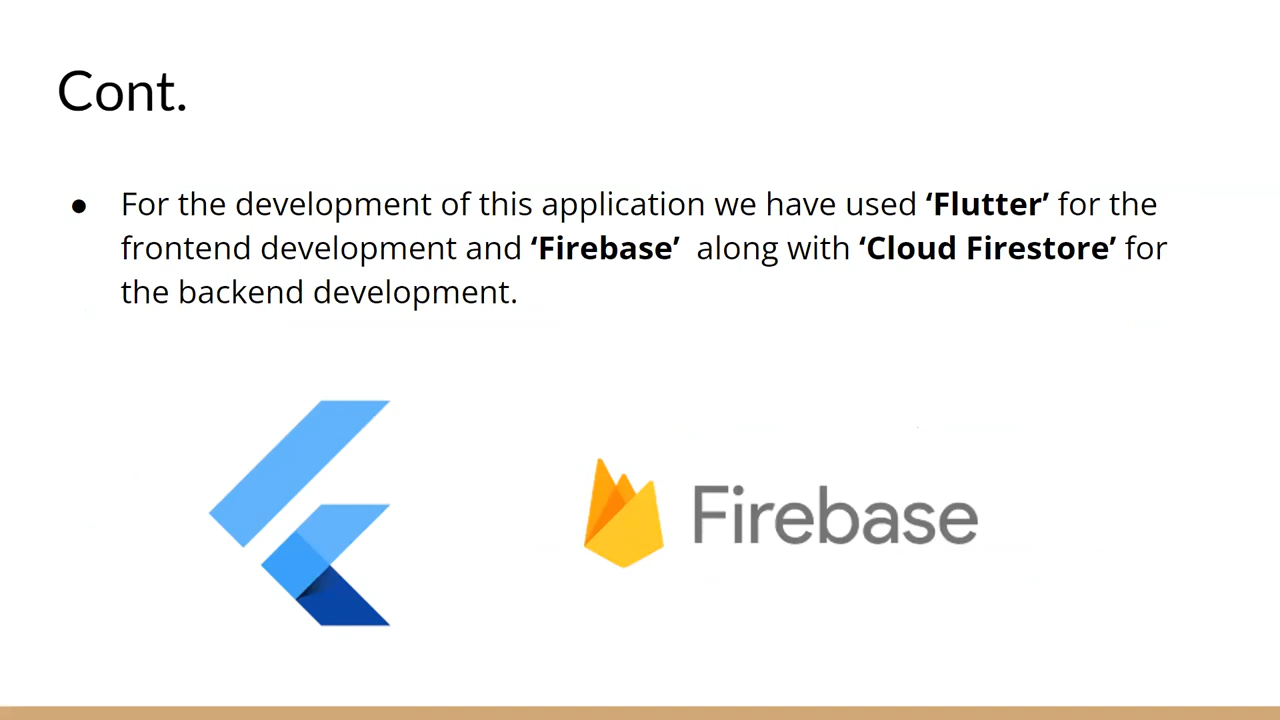 Cont.
● For the development of this application we have used ‘Flutter’ for the
frontend development and ‘Firebase’ along with ‘Cloud Firestore’ for
the backend development.
Firebase